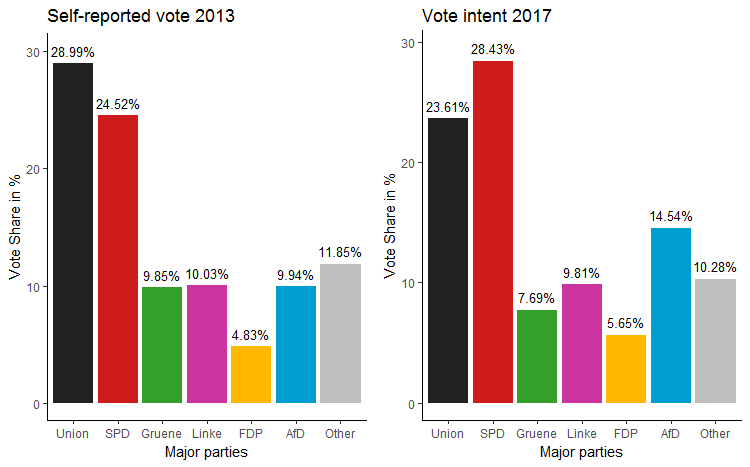 Self-reported vote 2013
Vote Share in %
30
20
10
0
28.99%
24.52%
9.85%
10.03%
4.83%
9.94%
11.85%
Union SPD Gruene Linke FDP AfD Other
Major parties
Vote intent 2017
Vote Share in %
30
20
10
0
23.61%
28.43%
7.69%
9.81%
5.65%
14.54%
10.28%
Union SPD Gruene Linke FDP AfD Other
Major parties